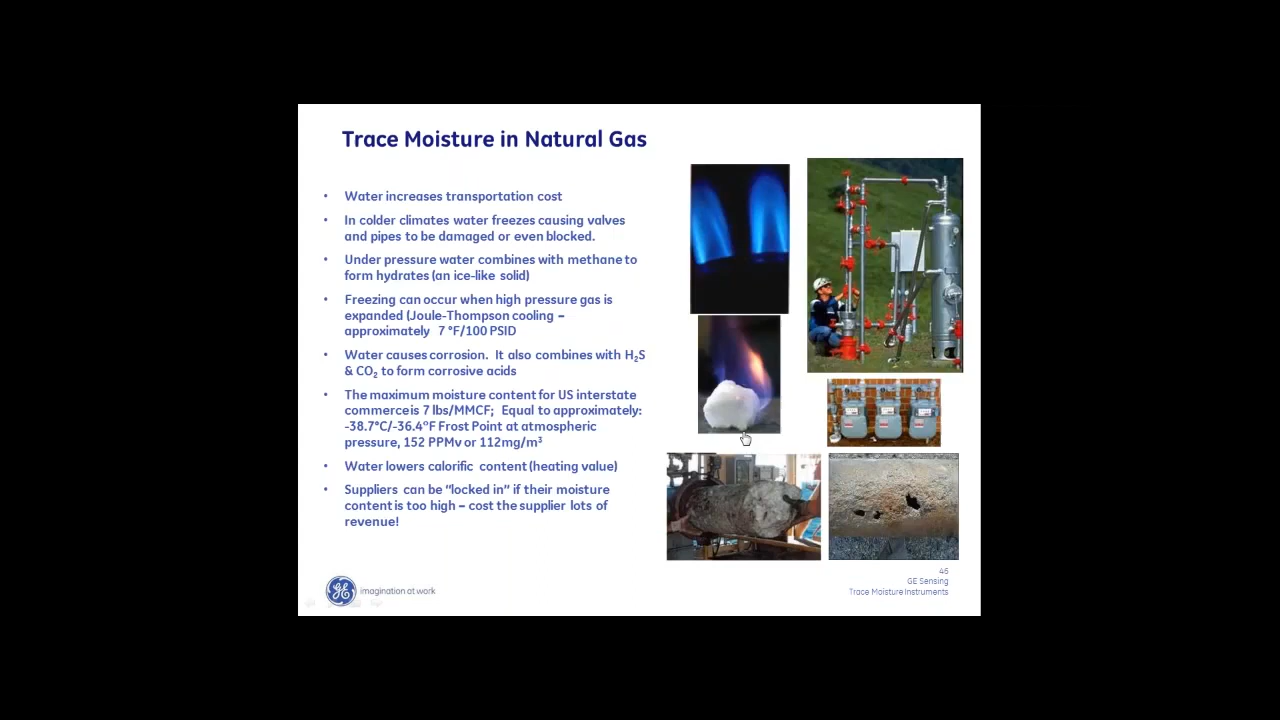 Trace Moisture in Natural Gas
• Water increases transportation cost
• In colder climates water freezes causing valves
and pipes to be damaged or even blocked.
• Under pressure water combines with methane to
form hydrates (an ice-like solid)
• Freezing can occur when high pressure gas is
expanded (Joule-Thompson cooling –
approximately 7 °F/100 PSID
• Water causes corrosion. It also combines with H₂S
& CO₂ to form corrosive acids
• The maximum moisture content for US interstate
commerce is 7 lbs/MMCF; Equal to approximately:
-38.7°C/-36.4°F Frost Point at atmospheric
pressure, 152 PPMv or 112mg/m³
• Water lowers calorific content (heating value)
• Suppliers can be "locked in" if their moisture
content is too high – cost the supplier lots of
revenue!
GE imagination at work
46
GE Sensing
Trace Moisture Instruments